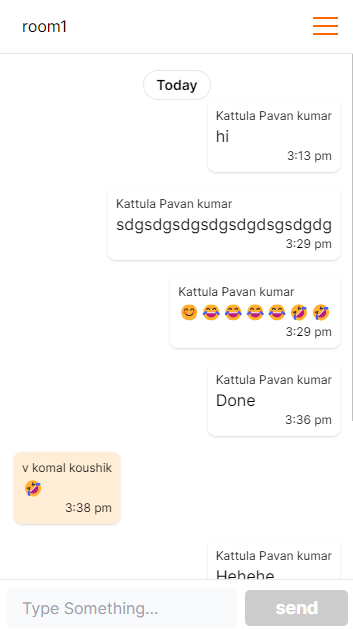 room1
Today
Kattula Pavan kumar
hi
3:13 pm
Kattula Pavan kumar
sdgsdgsdgsdgsdgdsgsdgdg
3:29 pm
Kattula Pavan kumar
😊😂😂😂😂🤣🤣
3:29 pm
Kattula Pavan kumar
Done
3:36 pm
v komal koushik
🤣
3:38 pm
Kattula Pavan kumar
Hehehe
Type Something...
send